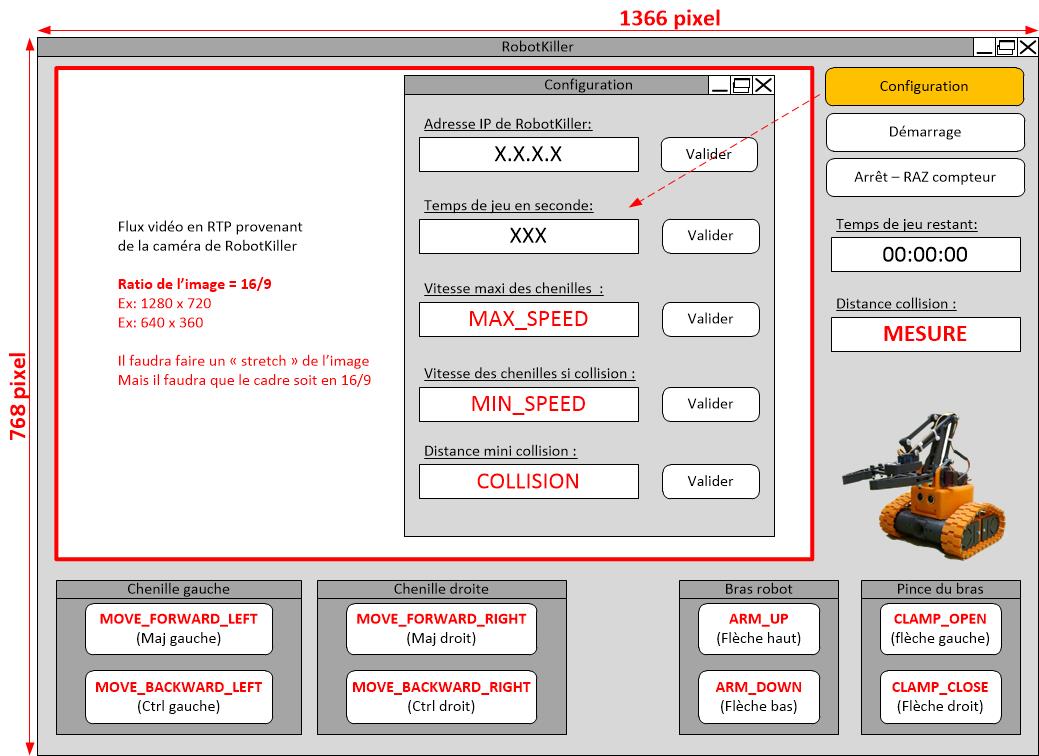 1366 pixel
768 pixel
RobotKiller
Configuration
Adresse IP de RobotKiller:
X.X.X.X
Valider
Temps de jeu en seconde:
XXX
Valider
Vitesse maxi des chenilles  :
MAX_SPEED
Valider
Vitesse des chenilles si collision :
MIN_SPEED
Valider
Distance mini collision :
COLLISION
Valider
Flux vidéo en RTP provenant
de la caméra de RobotKiller
Ratio de l’image = 16/9
Ex: 1280 x 720
Ex: 640 x 360
Il faudra faire un « stretch » de l’image
Mais il faudra que le cadre soit en 16/9
Configuration
Démarrage
Arrêt – RAZ compteur
Temps de jeu restant:
00:00:00
Distance collision :
MESURE
Chenille gauche
MOVE_FORWARD_LEFT
(Maj gauche)
MOVE_BACKWARD_LEFT
(Ctrl gauche)
Chenille droite
MOVE_FORWARD_RIGHT
(Maj droit)
MOVE_BACKWARD_RIGHT
(Ctrl droit)
Bras robot
ARM_UP
(Flèche haut)
ARM_DOWN
(Flèche bas)
Pince du bras
CLAMP_OPEN
(flèche gauche)
CLAMP_CLOSE
(Flèche droit)